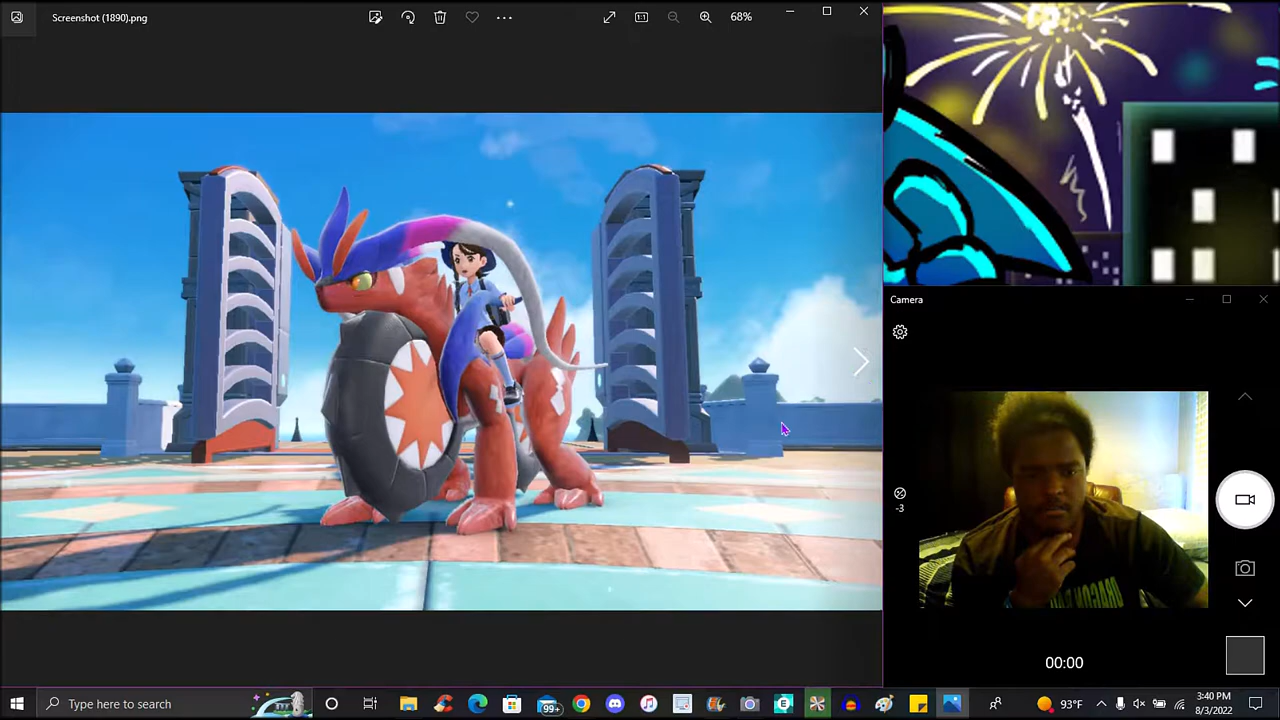 Screenshot (1890).png
68%
Camera
-3
00:00
Type here to search
99+
93°F
3:40 PM
8/3/2022